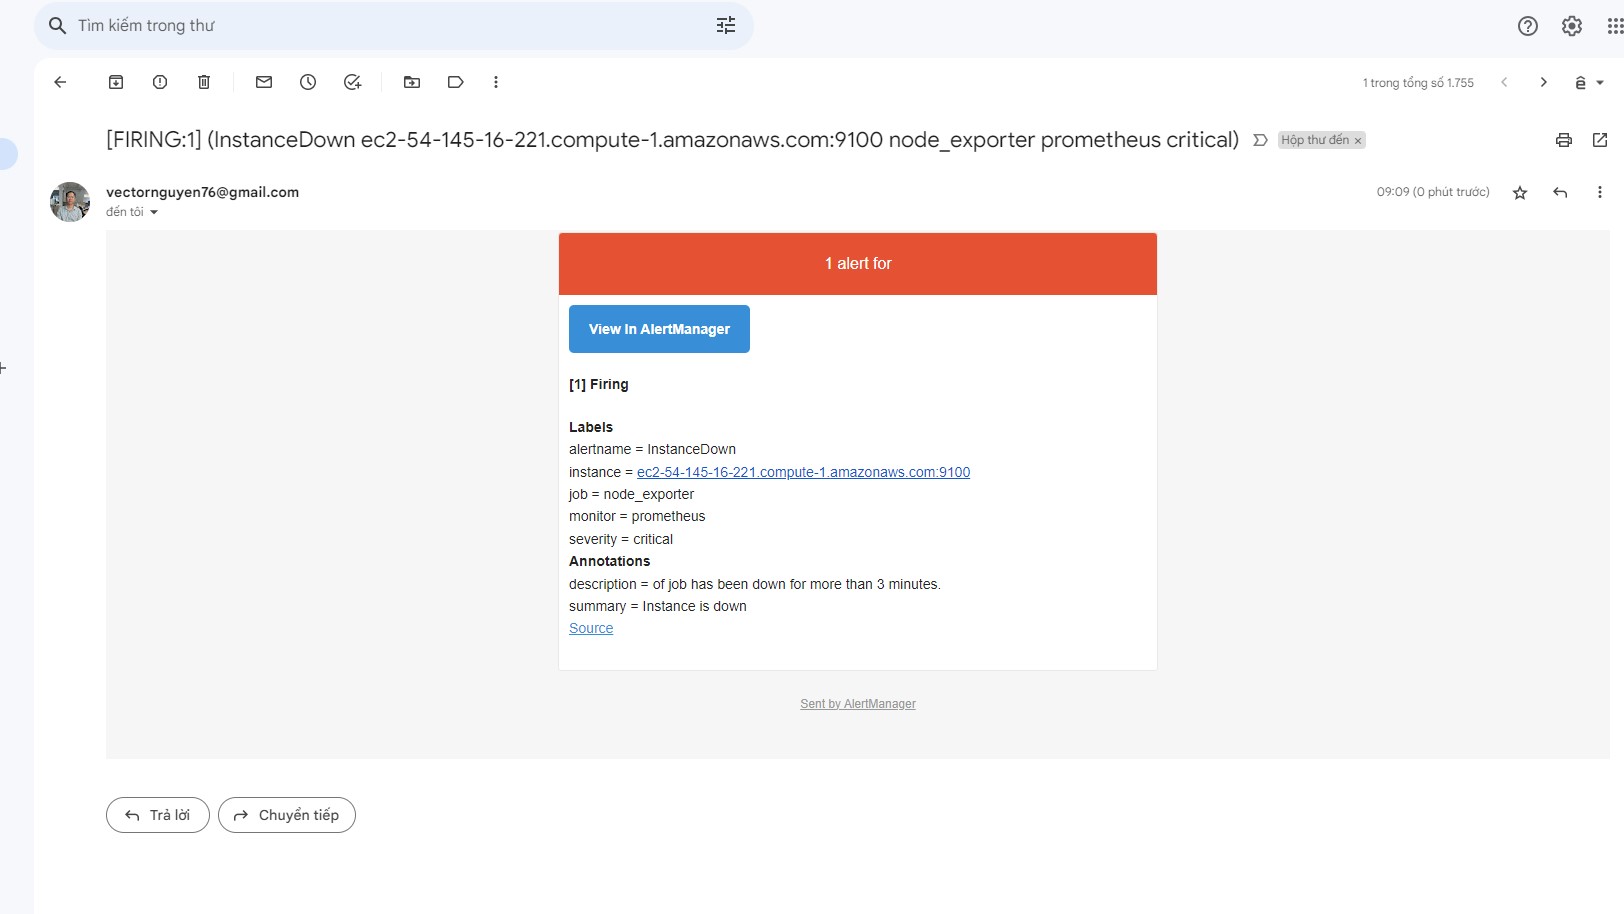 Tìm kiếm trong thư
1 trong tổng số 1.755
ê
[FIRING:1] (InstanceDown ec2-54-145-16-221.compute-1.amazonaws.com:9100 node_exporter prometheus critical)
Hộp thư đến ×
vectornguyen76@gmail.com
09:09 (0 phút trước)
đến tôi
1 alert for
View In AlertManager
[1] Firing
Labels
alertname = InstanceDown
instance = ec2-54-145-16-221.compute-1.amazonaws.com:9100
job = node_exporter
monitor = prometheus
severity = critical
Annotations
description = of job has been down for more than 3 minutes.
summary = Instance is down
Source
Sent by AlertManager
Trả lời
Chuyển tiếp